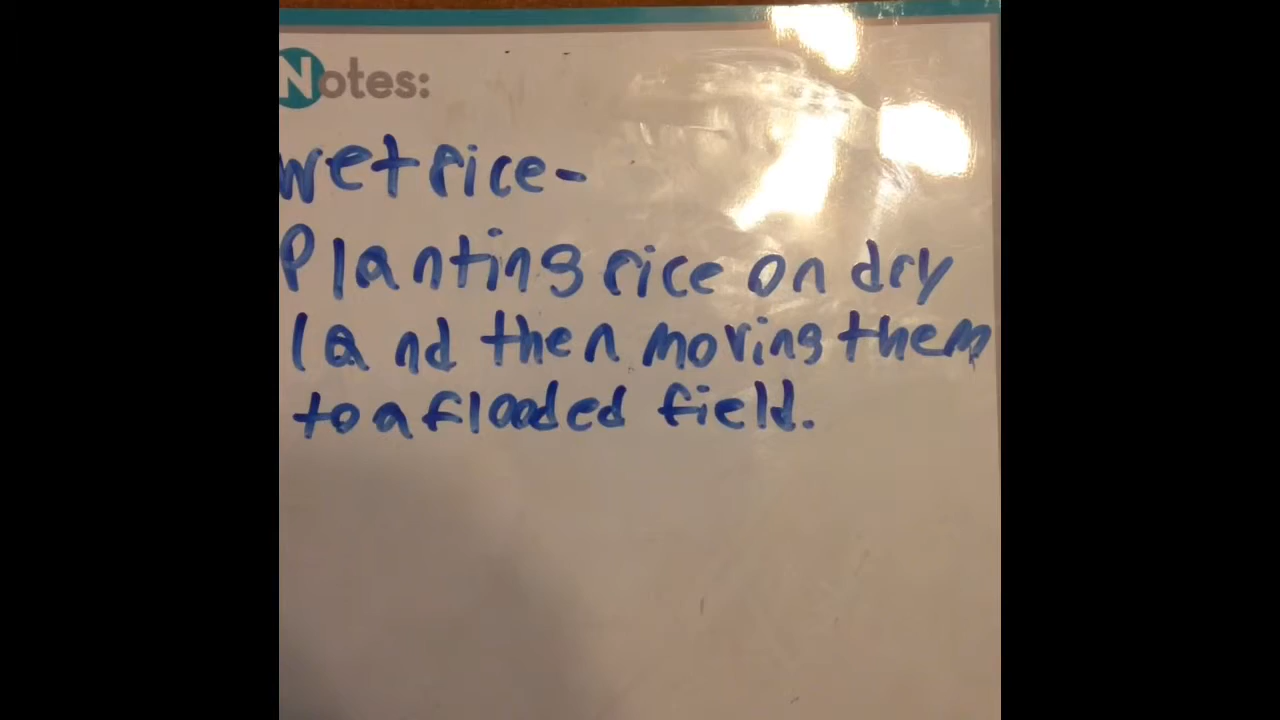 Notes:
Wet rice-
Planting rice on dry
land then moving them
to a flooded field.